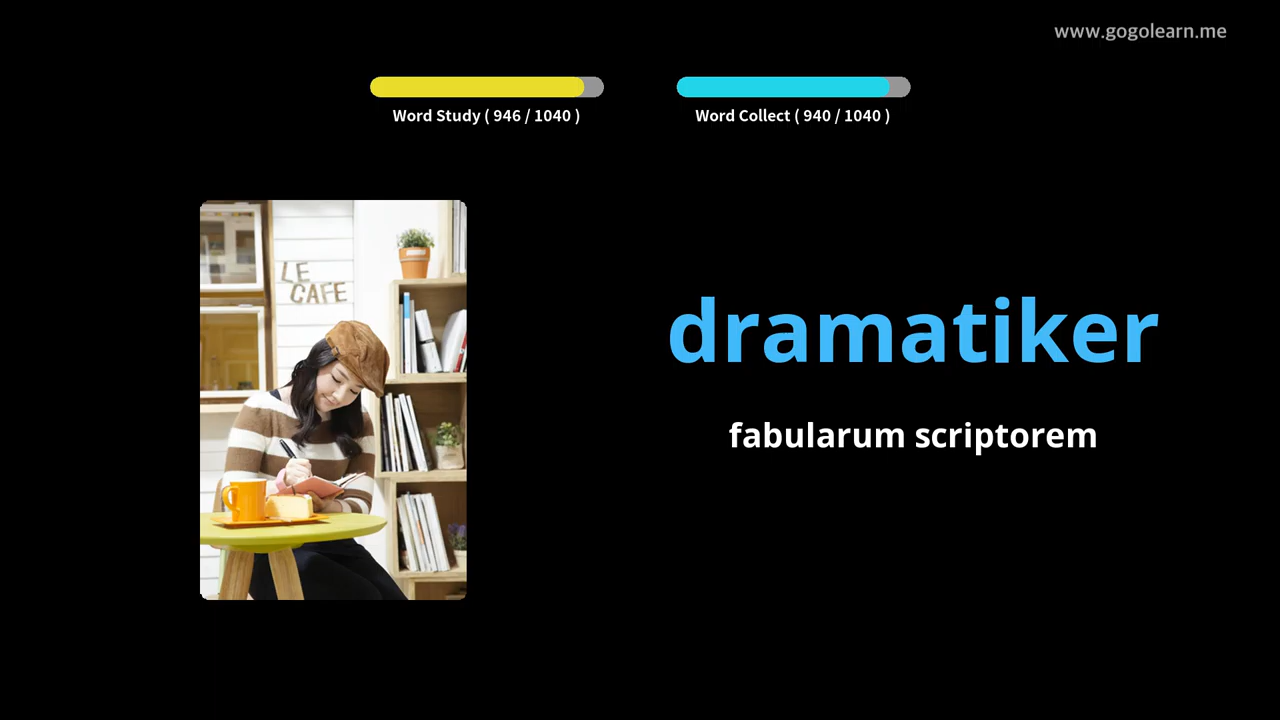 www.gogolearn.me
Word Study ( 946 / 1040 )
Word Collect ( 940 / 1040 )
LE
CAFE
dramatiker
fabularum scriptorem